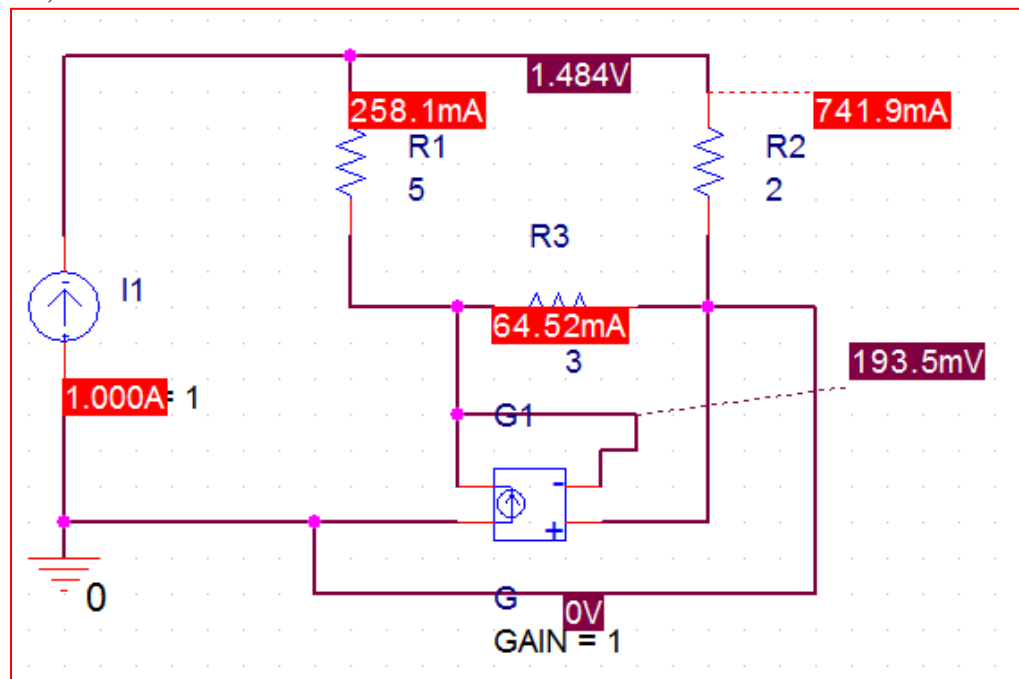 1.484V
258.1mA
741.9mA
R1
5
R2
2
R3
I1
64.52mA
3
193.5mV
1.000A = 1
G1
-
+
0
G
0V
GAIN = 1